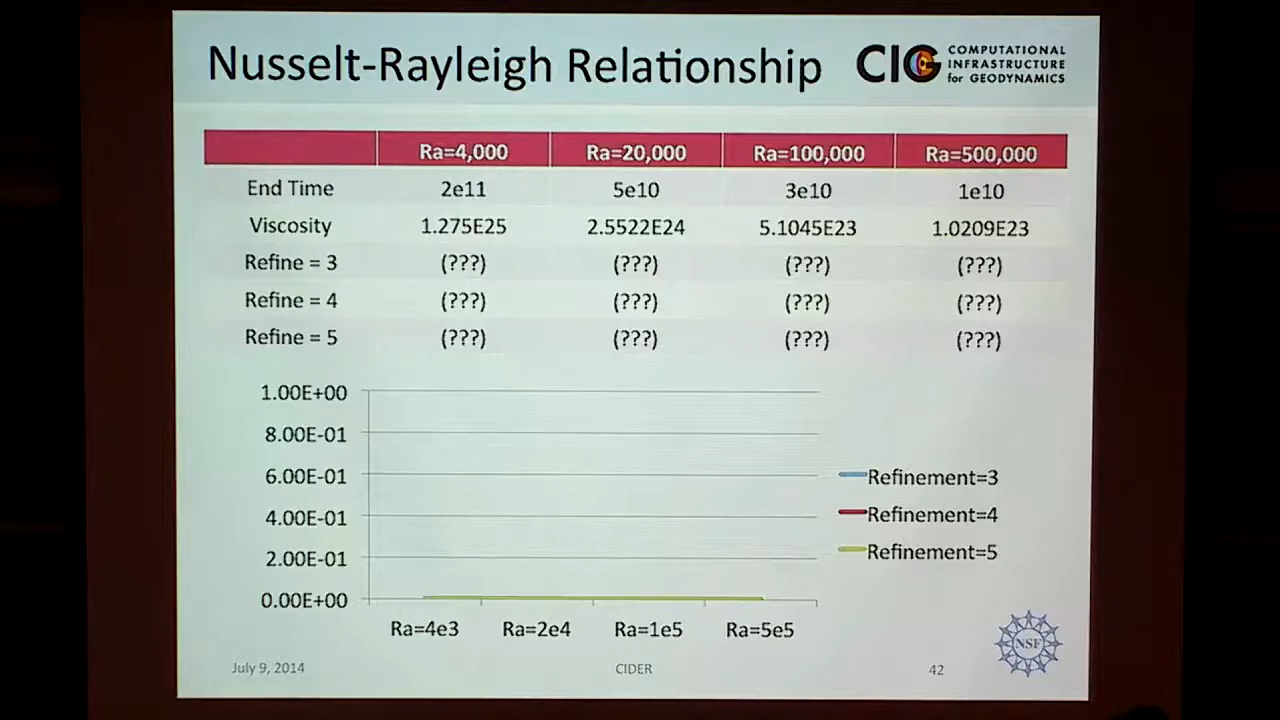 Nusselt-Rayleigh Relationship
CIG COMPUTATIONAL INFRASTRUCTURE for GEODYNAMICS
Ra=4,000 Ra=20,000 Ra=100,000 Ra=500,000
End Time 2e11 5e10 3e10 1e10
Viscosity 1.275E25 2.5522E24 5.1045E23 1.0209E23
Refine = 3 (???) (???) (???) (???)
Refine = 4 (???) (???) (???) (???)
Refine = 5 (???) (???) (???) (???)
1.00E+00
8.00E-01
6.00E-01
4.00E-01
2.00E-01
0.00E+00
Ra=4e3 Ra=2e4 Ra=1e5 Ra=5e5
Refinement=3
Refinement=4
Refinement=5
NSF
July 9, 2014 CIDER 42